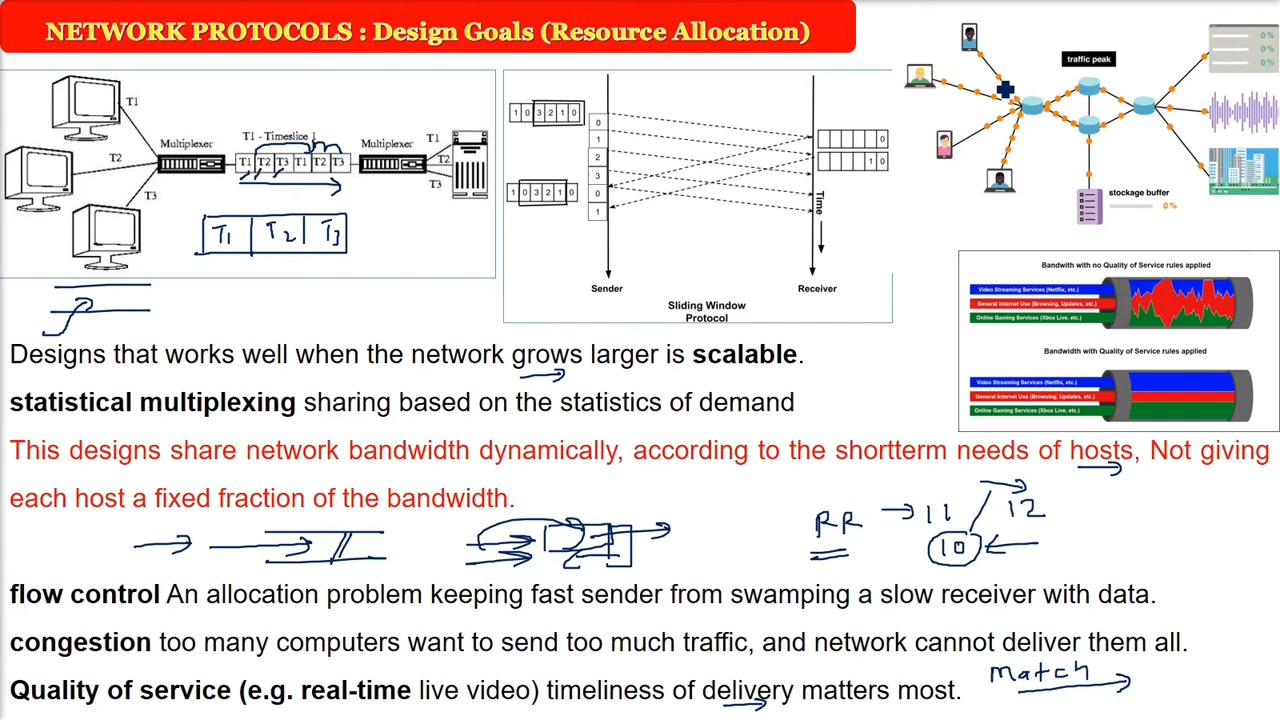 NETWORK PROTOCOLS : Design Goals (Resource Allocation)
T1
T2
T3
Multiplexer
T1 - Timeslice 1
T1 T2 T3 T1 T2 T3
Multiplexer
T1
T2
T3
T1 T2 T3
1 0 3 2 1 0
0
1
2
3
0
1
1 0 3 2 1 0
0
1 0
Time
Sender
Receiver
Sliding Window
Protocol
traffic peak
0 %
0 %
0 %
stockage buffer
0 %
Bandwith with no Quality of Service rules applied
Video Streaming Services (Netflix, etc.)
General Internet Use (Browsing, Updates, etc.)
Online Gaming Services (Xbox Live, etc.)
Bandwidth with Quality of Service rules applied
Video Streaming Services (Netflix, etc.)
General Internet Use (Browsing, Updates, etc.)
Online Gaming Services (Xbox Live, etc.)
Designs that works well when the network grows larger is scalable.
statistical multiplexing sharing based on the statistics of demand
This designs share network bandwidth dynamically, according to the shortterm needs of hosts, Not giving
each host a fixed fraction of the bandwidth.
RR 11 12
10
flow control An allocation problem keeping fast sender from swamping a slow receiver with data.
congestion too many computers want to send too much traffic, and network cannot deliver them all.
Match
Quality of service (e.g. real-time live video) timeliness of delivery matters most.